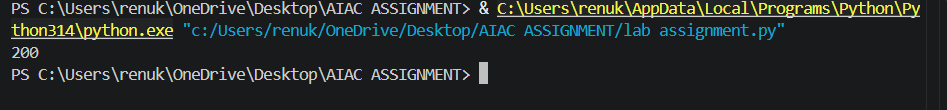 PS C:\Users\renuk\OneDrive\Desktop\AIAC ASSIGNMENT> & C:\Users\renuk\AppData\Local\Programs\Python\Py
thon314\python.exe "c:/Users/renuk/OneDrive/Desktop/AIAC ASSIGNMENT/lab assignment.py"
200
PS C:\Users\renuk\OneDrive\Desktop\AIAC ASSIGNMENT>